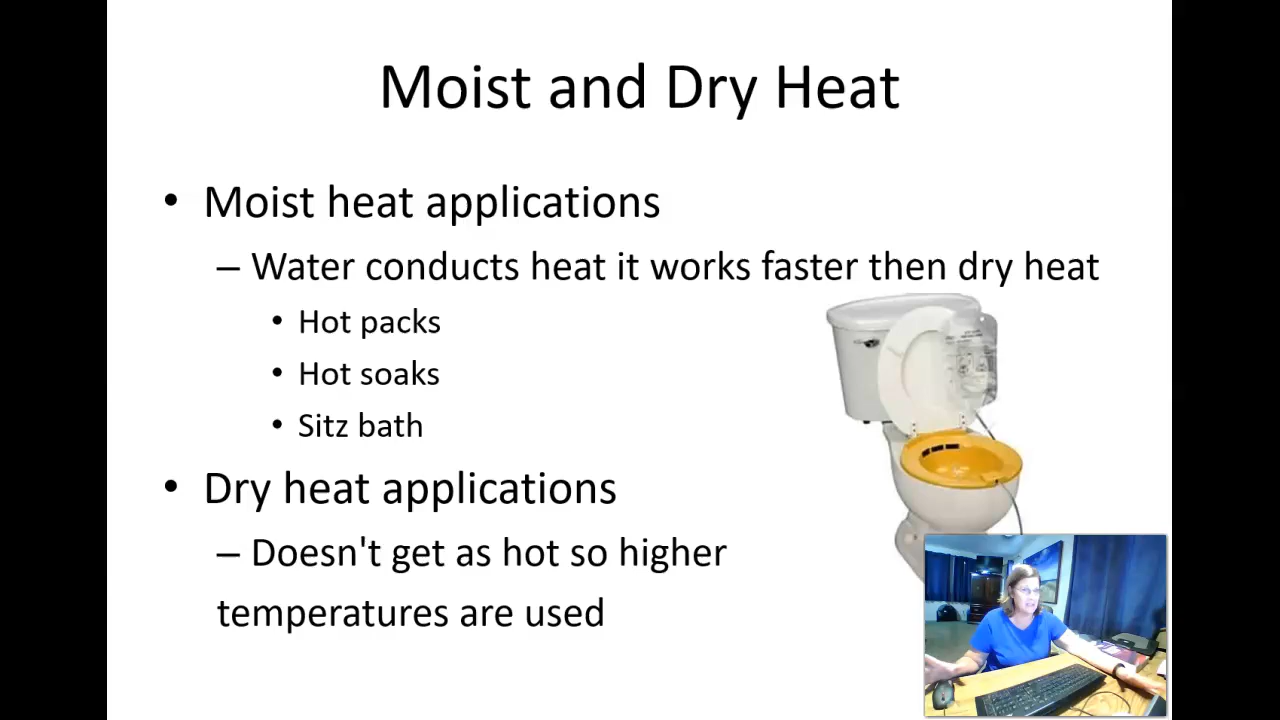 Moist and Dry Heat
• Moist heat applications
– Water conducts heat it works faster then dry heat
• Hot packs
• Hot soaks
• Sitz bath
• Dry heat applications
– Doesn't get as hot so higher
temperatures are used